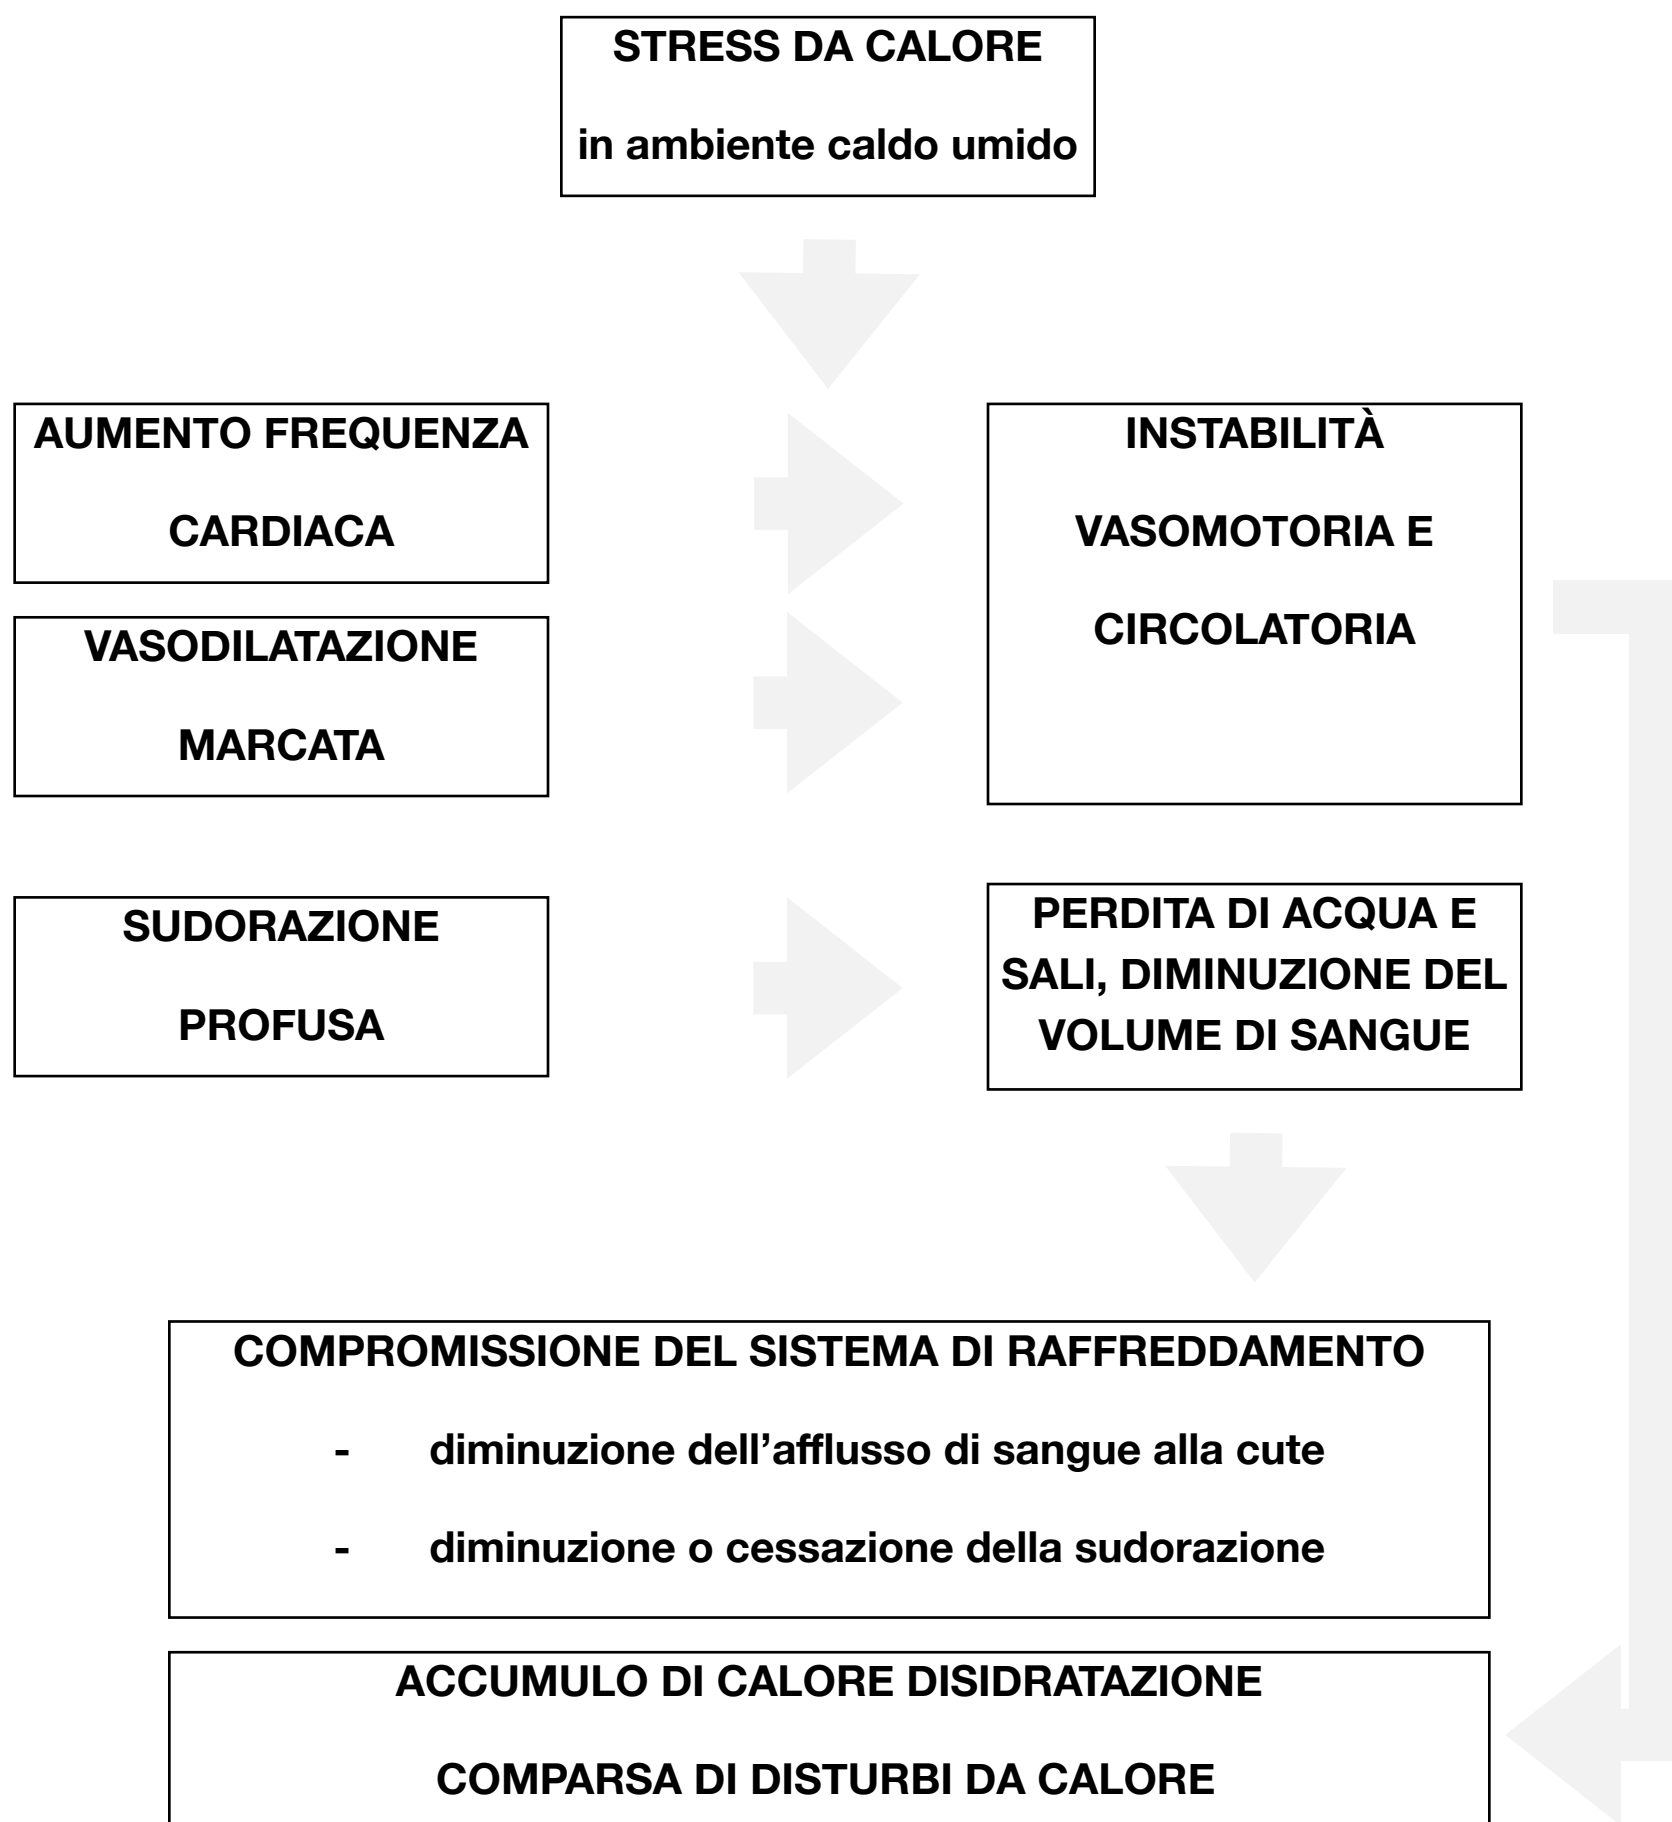 STRESS DA CALORE
in ambiente caldo umido
AUMENTO FREQUENZA
CARDIACA
INSTABILITÀ
VASOMOTORIA E
CIRCOLATORIA
VASODILATAZIONE
MARCATA
SUDORAZIONE
PROFUSA
PERDITA DI ACQUA E
SALI, DIMINUZIONE DEL
VOLUME DI SANGUE
COMPROMISSIONE DEL SISTEMA DI RAFFREDDAMENTO
- diminuzione dell’afflusso di sangue alla cute
- diminuzione o cessazione della sudorazione
ACCUMULO DI CALORE DISIDRATAZIONE
COMPARSA DI DISTURBI DA CALORE